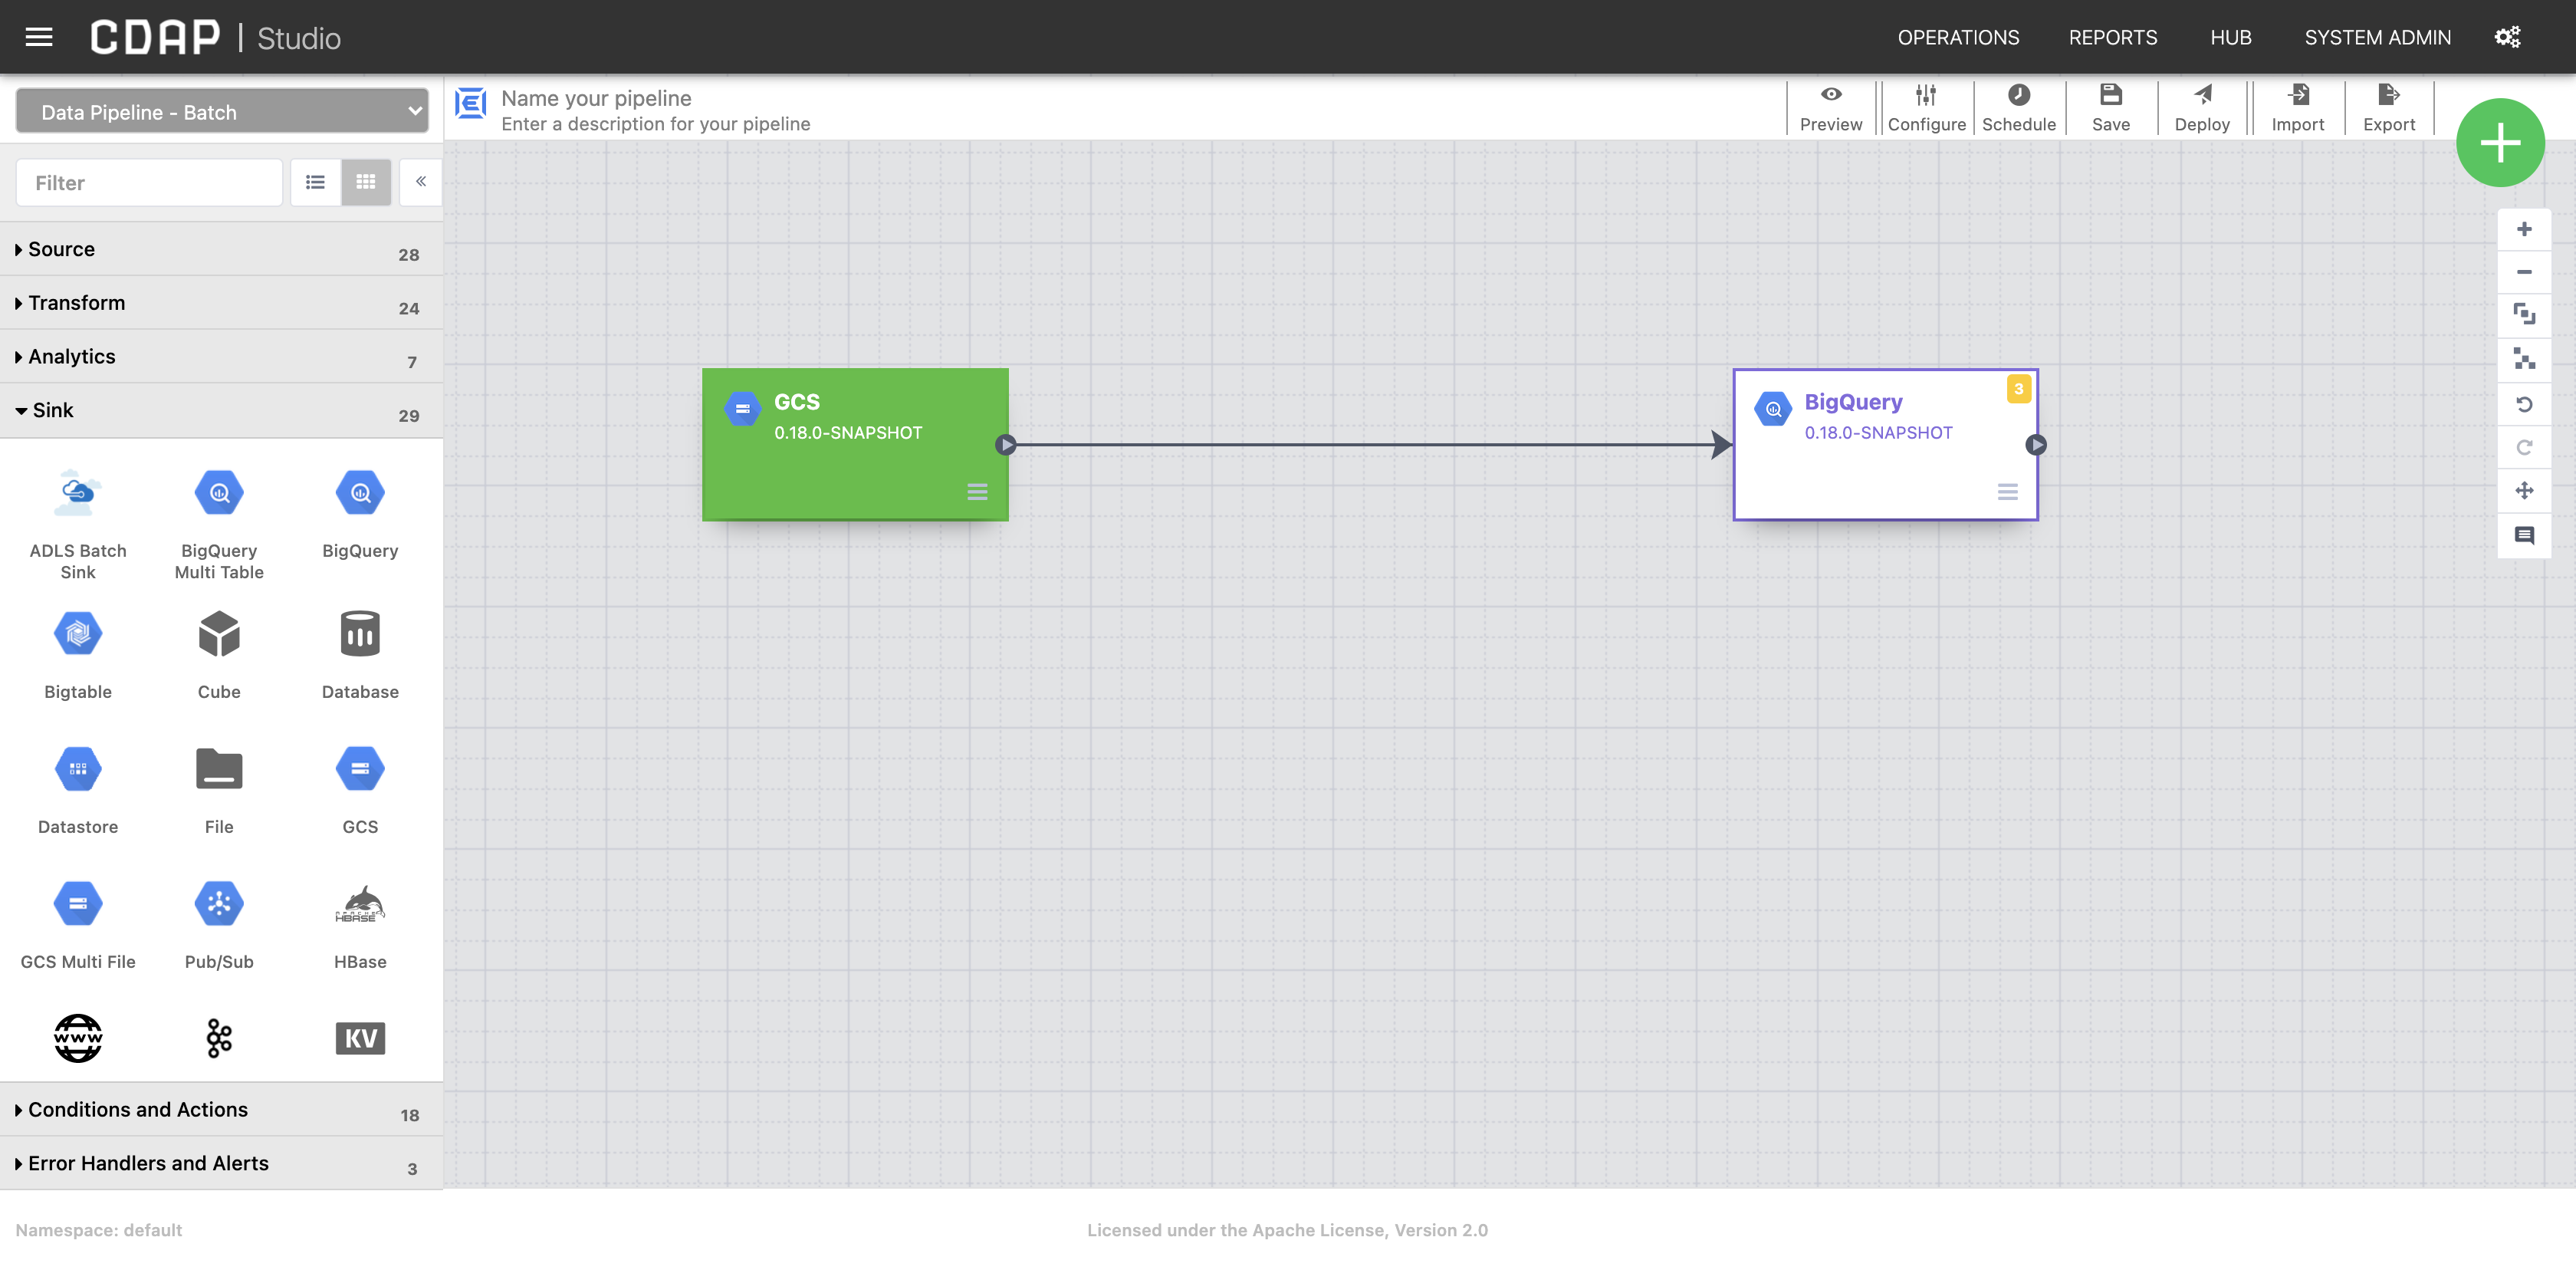 CDAP | Studio
OPERATIONS REPORTS HUB SYSTEM ADMIN
Data Pipeline - Batch
Name your pipeline
Enter a description for your pipeline
Preview Configure Schedule Save Deploy Import Export
Filter
Source 28
Transform 24
Analytics 7
Sink 29
ADLS Batch
Sink
BigQuery
Multi Table
BigQuery
Bigtable Cube Database
Datastore File GCS
GCS Multi File Pub/Sub
APACHE
HBASE
HBase
WWW
KV
Conditions and Actions 18
Error Handlers and Alerts 3
GCS
0.18.0-SNAPSHOT
BigQuery 3
0.18.0-SNAPSHOT
Namespace: default
Licensed under the Apache License, Version 2.0